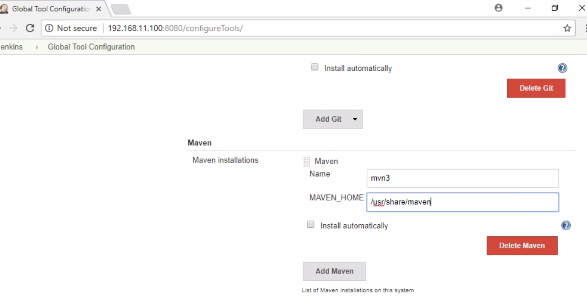 Global Tool Configuratio
Not secure | 192.168.11.100:8080/configureTools/
enkins
Global Tool Configuration
Install automatically
Delete Git
Add Git
Maven
Maven installations
Maven
Name
mvn3
MAVEN_HOME
/usr/share/maven
Install automatically
Delete Maven
Add Maven
List of Maven installations on this system